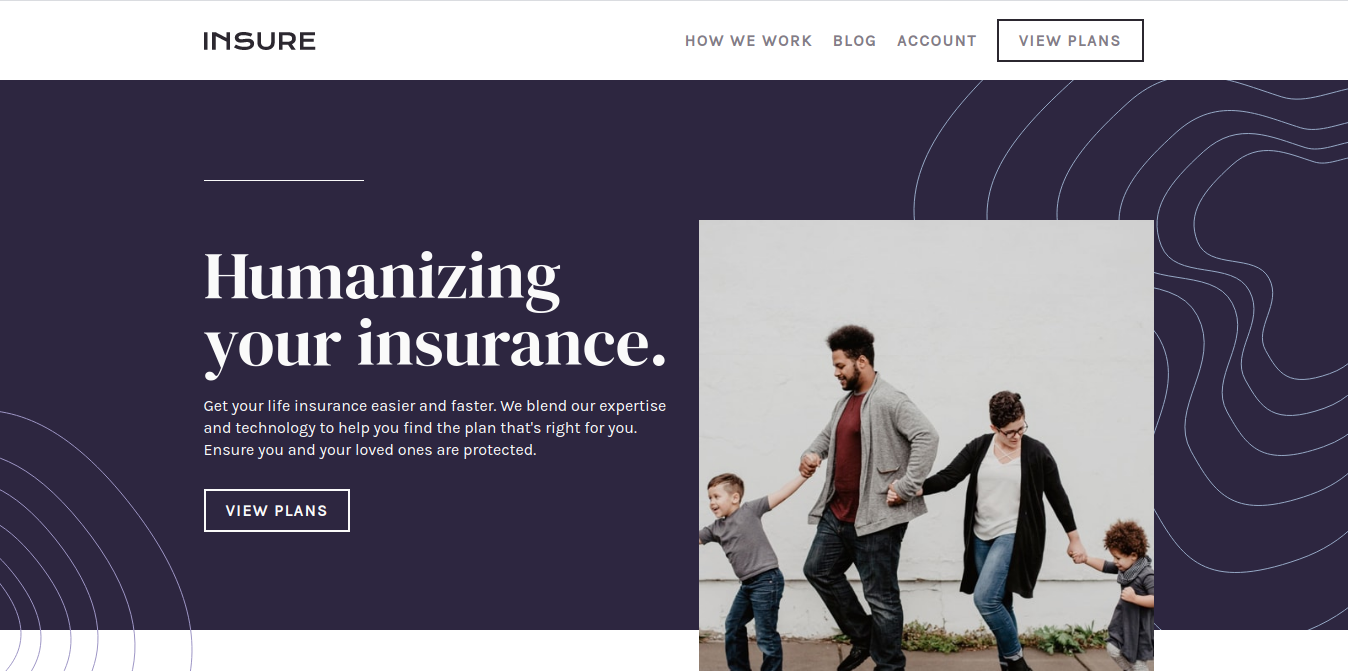 INSURE
HOW WE WORK
BLOG
ACCOUNT
VIEW PLANS
Humanizing
your insurance.
Get your life insurance easier and faster. We blend our expertise
and technology to help you find the plan that's right for you.
Ensure you and your loved ones are protected.
VIEW PLANS